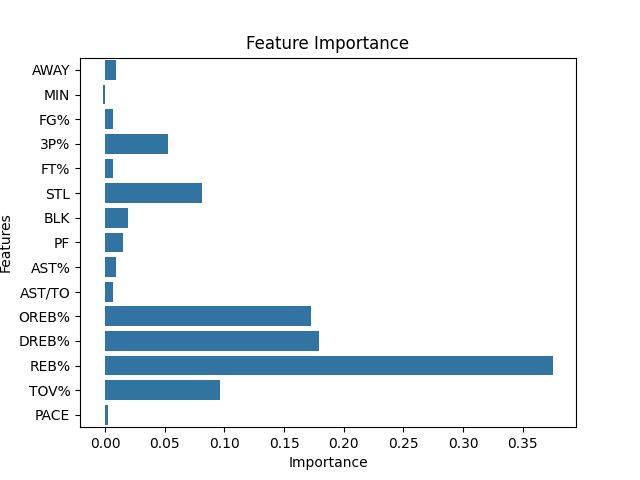 Feature Importance
Features
AWAY
MIN
FG%
3P%
FT%
STL
BLK
PF
AST%
AST/TO
OREB%
DREB%
REB%
TOV%
PACE
0.00 0.05 0.10 0.15 0.20 0.25 0.30 0.35
Importance